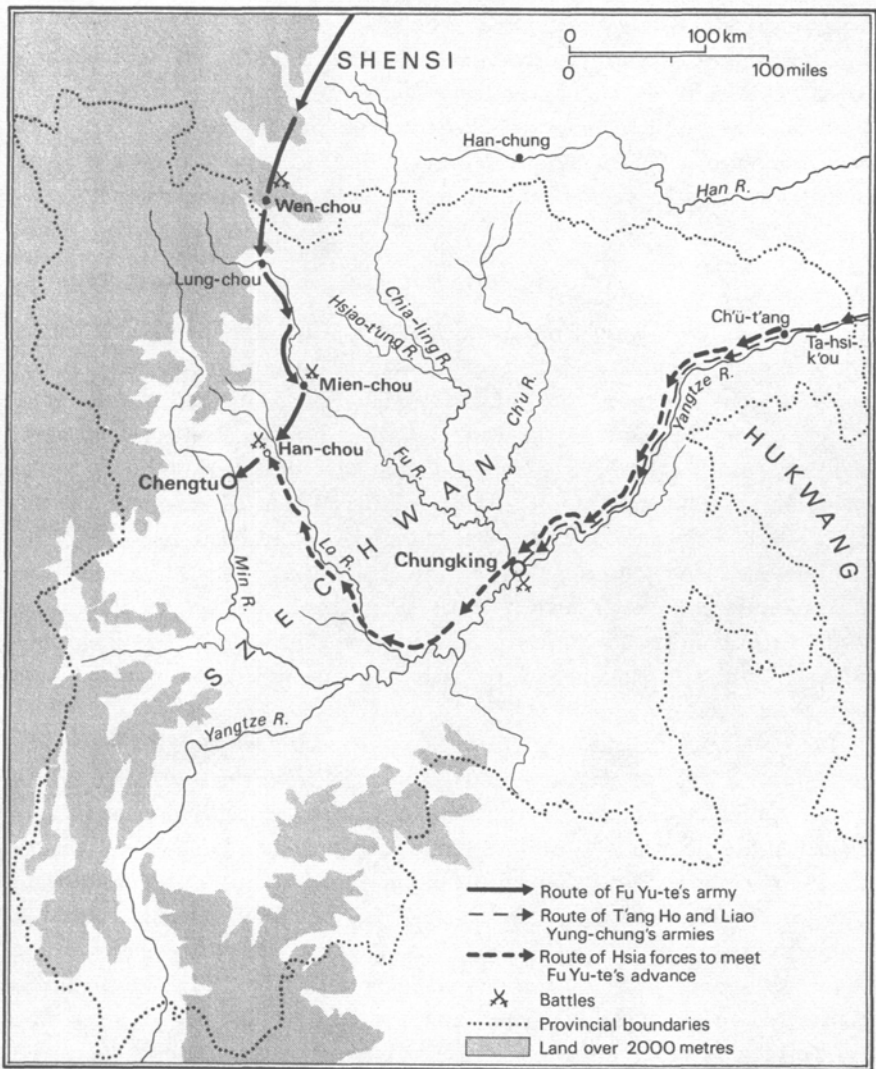 0 100 km
0 100 miles
SHENSI
Han-chung
Han R.
Wen-chou
Lung-chou
Chia-ling R.
Hsiao-t'ung R.
Ch'ü-t'ang
Ta-hsi-
k'ou
Chu R.
Yangtze R.
Mien-chou
HUKWANG
Han-chou
Fu R.
Chengtu
Lo R.
Chungking
Min R.
SZECHWAN
Yangtze R.
Route of Fu Yu-te's army
Route of T'ang Ho and Liao
Yung-chung's armies
Route of Hsia forces to meet
Fu Yu-te's advance
Battles
Provincial boundaries
Land over 2000 metres